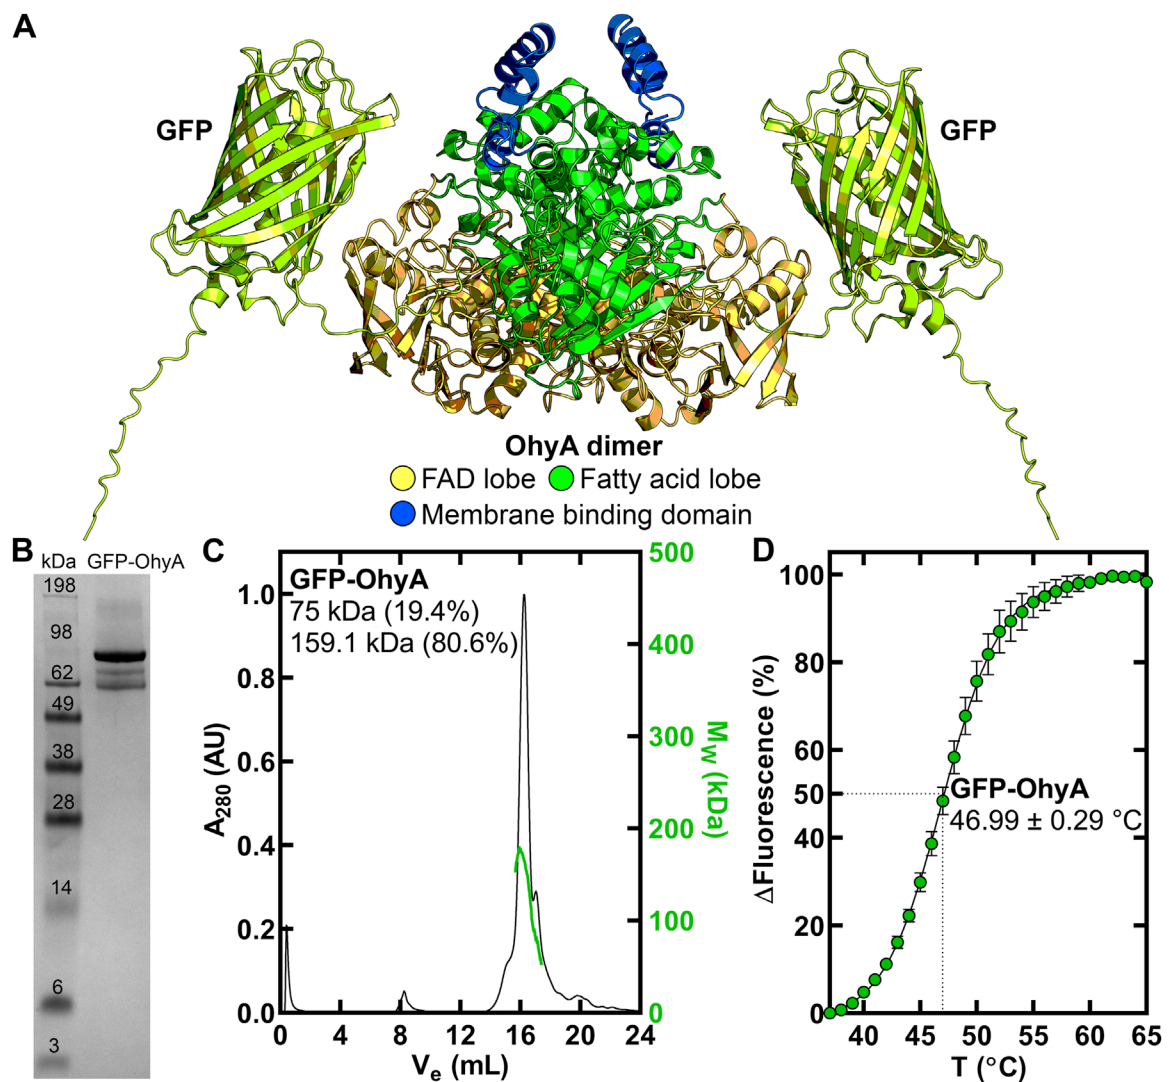 A
GFP
GFP
OhyA dimer
FAD lobe Fatty acid lobe
Membrane binding domain
B
kDa GFP-OhyA
198
98
62
49
38
28
14
6
3
C
GFP-OhyA
75 kDa (19.4%)
159.1 kDa (80.6%)
A280 (AU)
1.0
0.8
0.6
0.4
0.2
0.0
0 4 8 12 16 20 24
Ve (mL)
500
400
300
200
100
0
MW (kDa)
D
ΔFluorescence (%)
100
80
60
50
40
20
0
GFP-OhyA
46.99 ± 0.29 °C
40 45 50 55 60 65
T (°C)